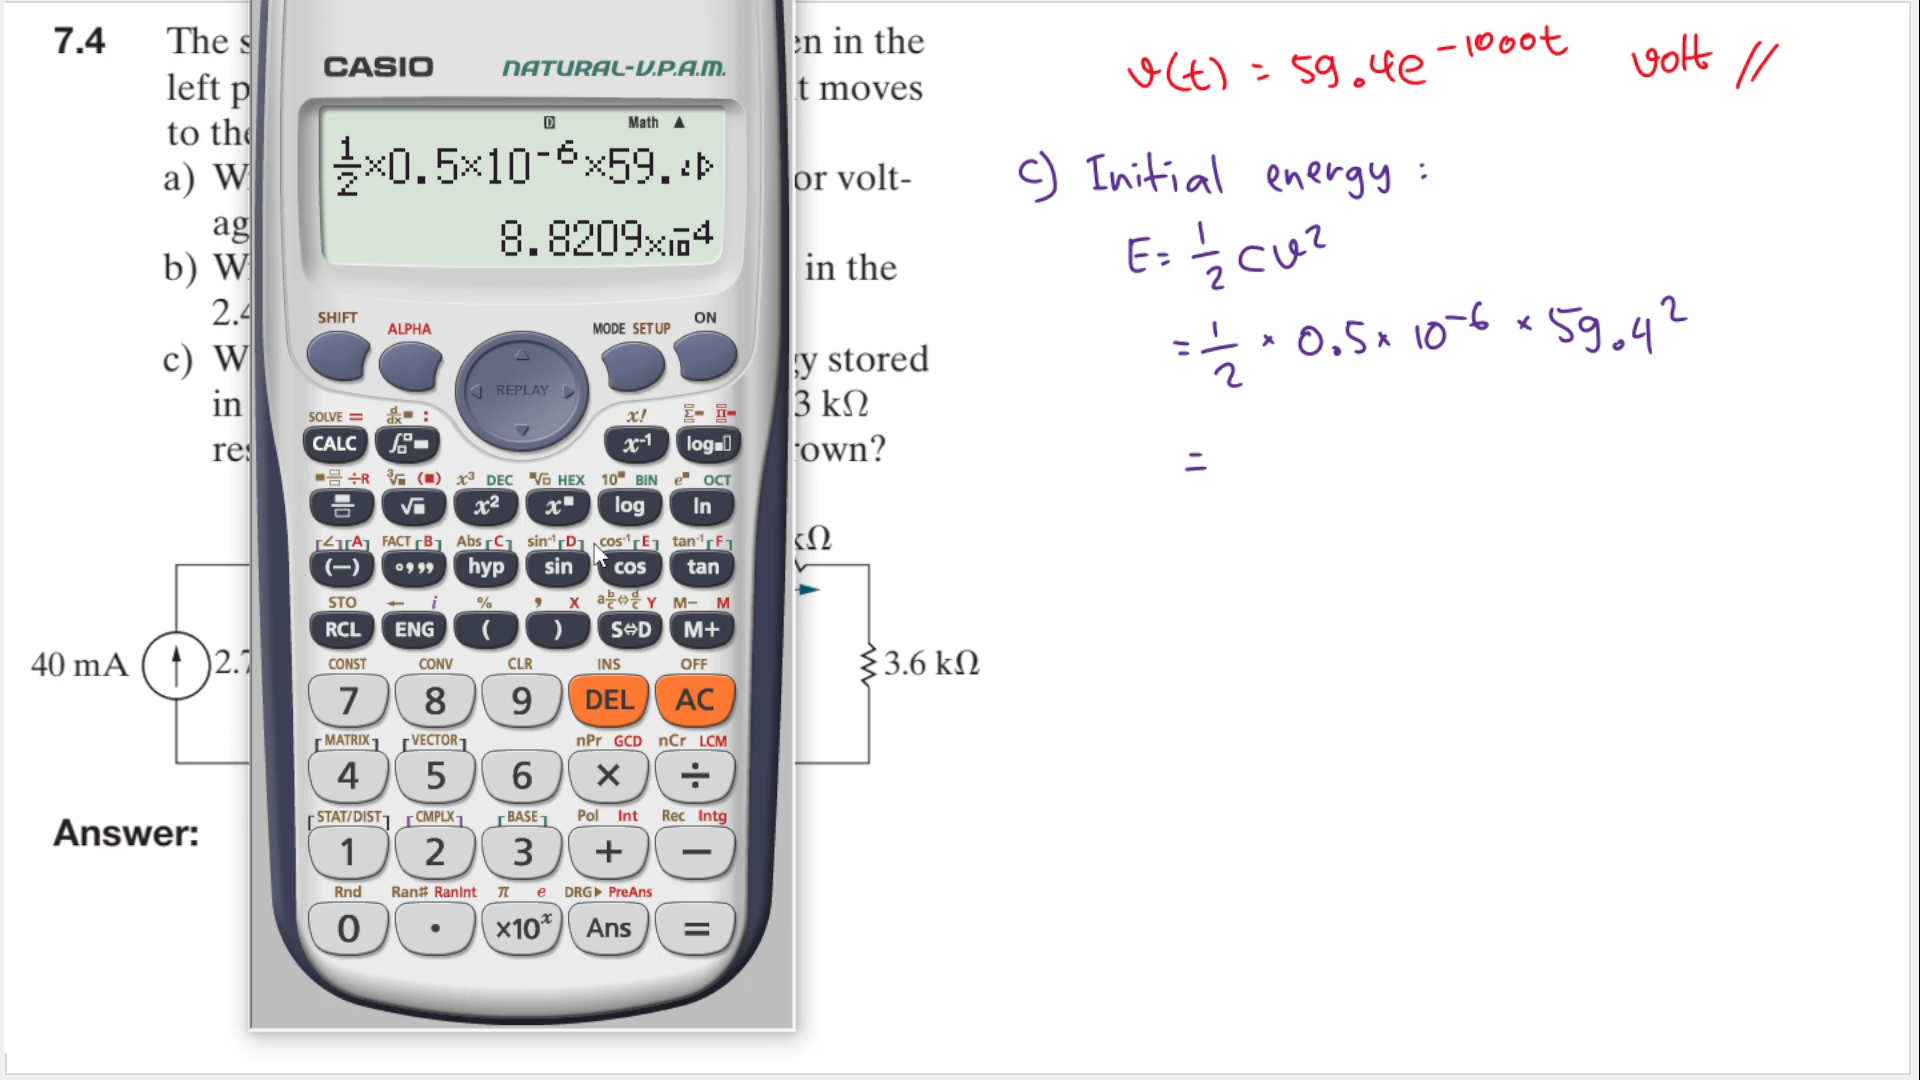 7.4 The s
en in the
left p
t moves
to the
a) W
or volt-
ag
b) W
in the
2.4
c) W
gy stored
in
3 kΩ
res
own?
kΩ
40 mA
2.7
3.6 kΩ
Answer:
CASIO NATURAL-V.P.A.M.
D Math ▲
1/2×0.5×10^-6×59.
8.8209×10^-4
SHIFT ALPHA MODE SETUP ON
REPLAY
SOLVE = d/dx : x! Σ Π
CALC ∫ x^-1 log
÷R ³√ x³ DEC √ HEX 10 BIN e OCT
√ x² x log ln
∠ A FACT B Abs C sin^-1 D cos^-1 E tan^-1 F
(−) °,,, hyp sin cos tan
STO ← i % , X a b/c⇔d/c Y M− M
RCL ENG ( ) S⇔D M+
CONST CONV CLR INS OFF
7 8 9 DEL AC
MATRIX VECTOR nPr GCD nCr LCM
4 5 6 × ÷
STAT/DIST CMPLX BASE Pol Int Rec Intg
1 2 3 + −
Rnd Ran# RanInt π e DRG▶ PreAns
0 . ×10^x Ans =
v(t) = 59.4e^-1000t volt //
c) Initial energy :
E = 1/2 CV²
= 1/2 × 0.5 × 10^-6 × 59.4²
=